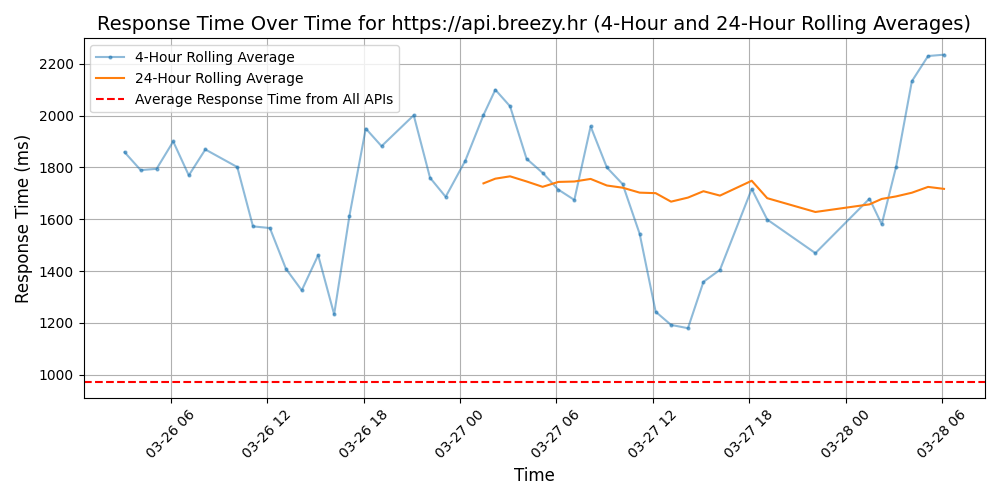 Response Time Over Time for https://api.breezy.hr (4-Hour and 24-Hour Rolling Averages)
4-Hour Rolling Average
24-Hour Rolling Average
Average Response Time from All APIs
Response Time (ms)
2200
2000
1800
1600
1400
1200
1000
03-26 06
03-26 12
03-26 18
03-27 00
03-27 06
03-27 12
03-27 18
03-28 00
03-28 06
Time